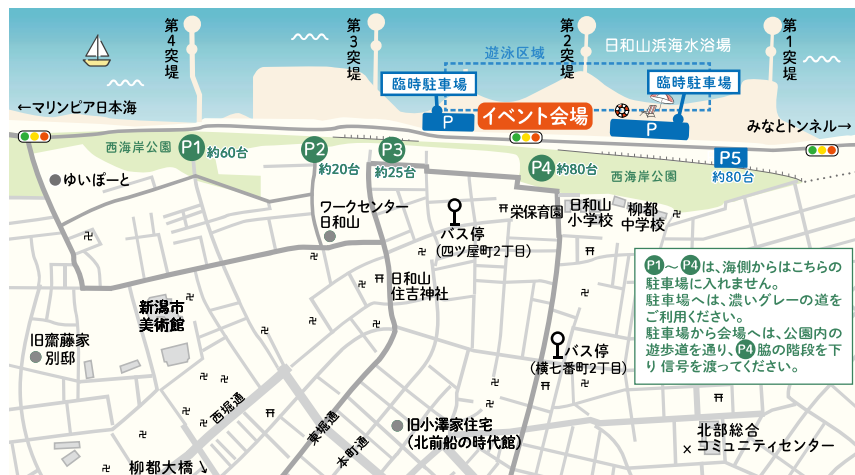 第4突堤
第3突堤
第2突堤
第1突堤
日和山浜海水浴場
遊泳区域
臨時駐車場
臨時駐車場
←マリンピア日本海
P
イベント会場
P
みなとトンネル→
西海岸公園
P1 約60台
P2
約20台
P3
約25台
P4 約80台
西海岸公園
P5
約80台
ゆいぽーと
ワークセンター
日和山
バス停
(四ツ屋町2丁目)
栄保育園
日和山
小学校
柳都
中学校
日和山
住吉神社
新潟市
美術館
旧齋藤家
別邸
バス停
(横七番町2丁目)
P1〜P4は、海側からはこちらの
駐車場に入れません。
駐車場へは、濃いグレーの道を
ご利用ください。
駐車場から会場へは、公園内の
遊歩道を通り、P4脇の階段を下
り信号を渡ってください。
西堀通
東堀通
本町通
旧小澤家住宅
(北前船の時代館)
北部総合
コミュニティセンター
柳都大橋↘